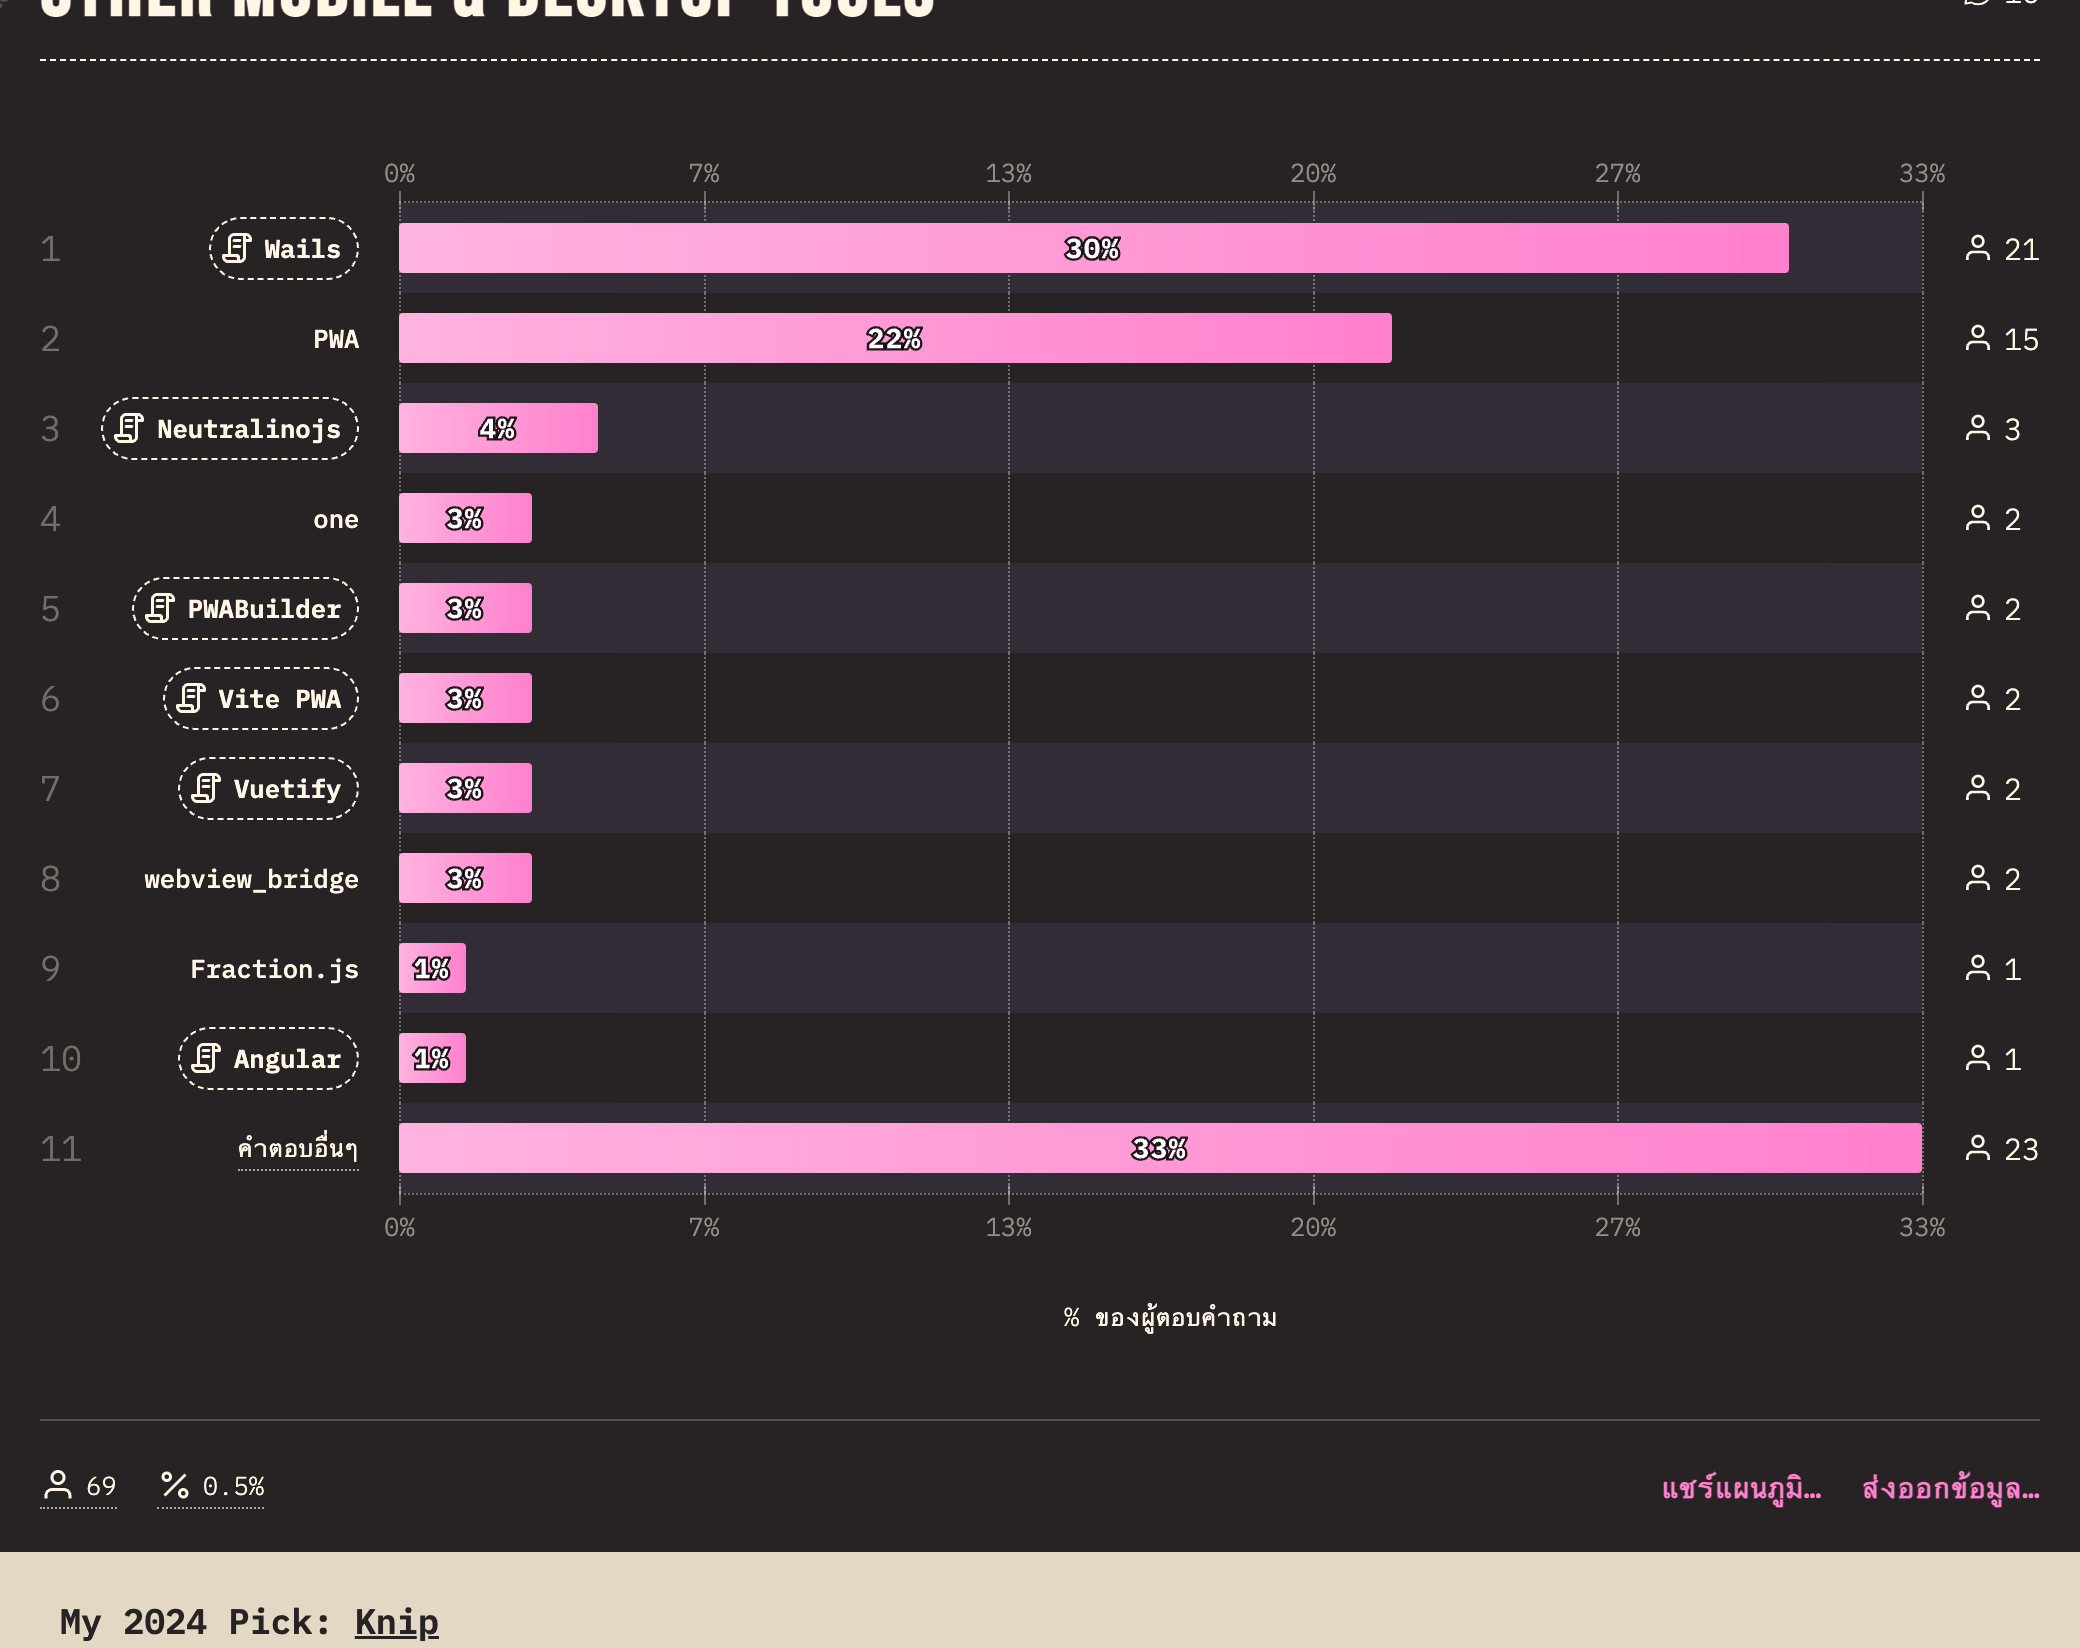 OTHER MOBILE & DESKTOP TOOLS
0% 7% 13% 20% 27% 33%
1 Wails 30% 21
2 PWA 22% 15
3 Neutralinojs 4% 3
4 one 3% 2
5 PWABuilder 3% 2
6 Vite PWA 3% 2
7 Vuetify 3% 2
8 webview_bridge 3% 2
9 Fraction.js 1% 1
10 Angular 1% 1
11 คำตอบอื่นๆ 33% 23
0% 7% 13% 20% 27% 33%
% ของผู้ตอบคำถาม
69 % 0.5% แชร์แผนภูมิ… ส่งออกข้อมูล…
My 2024 Pick: Knip